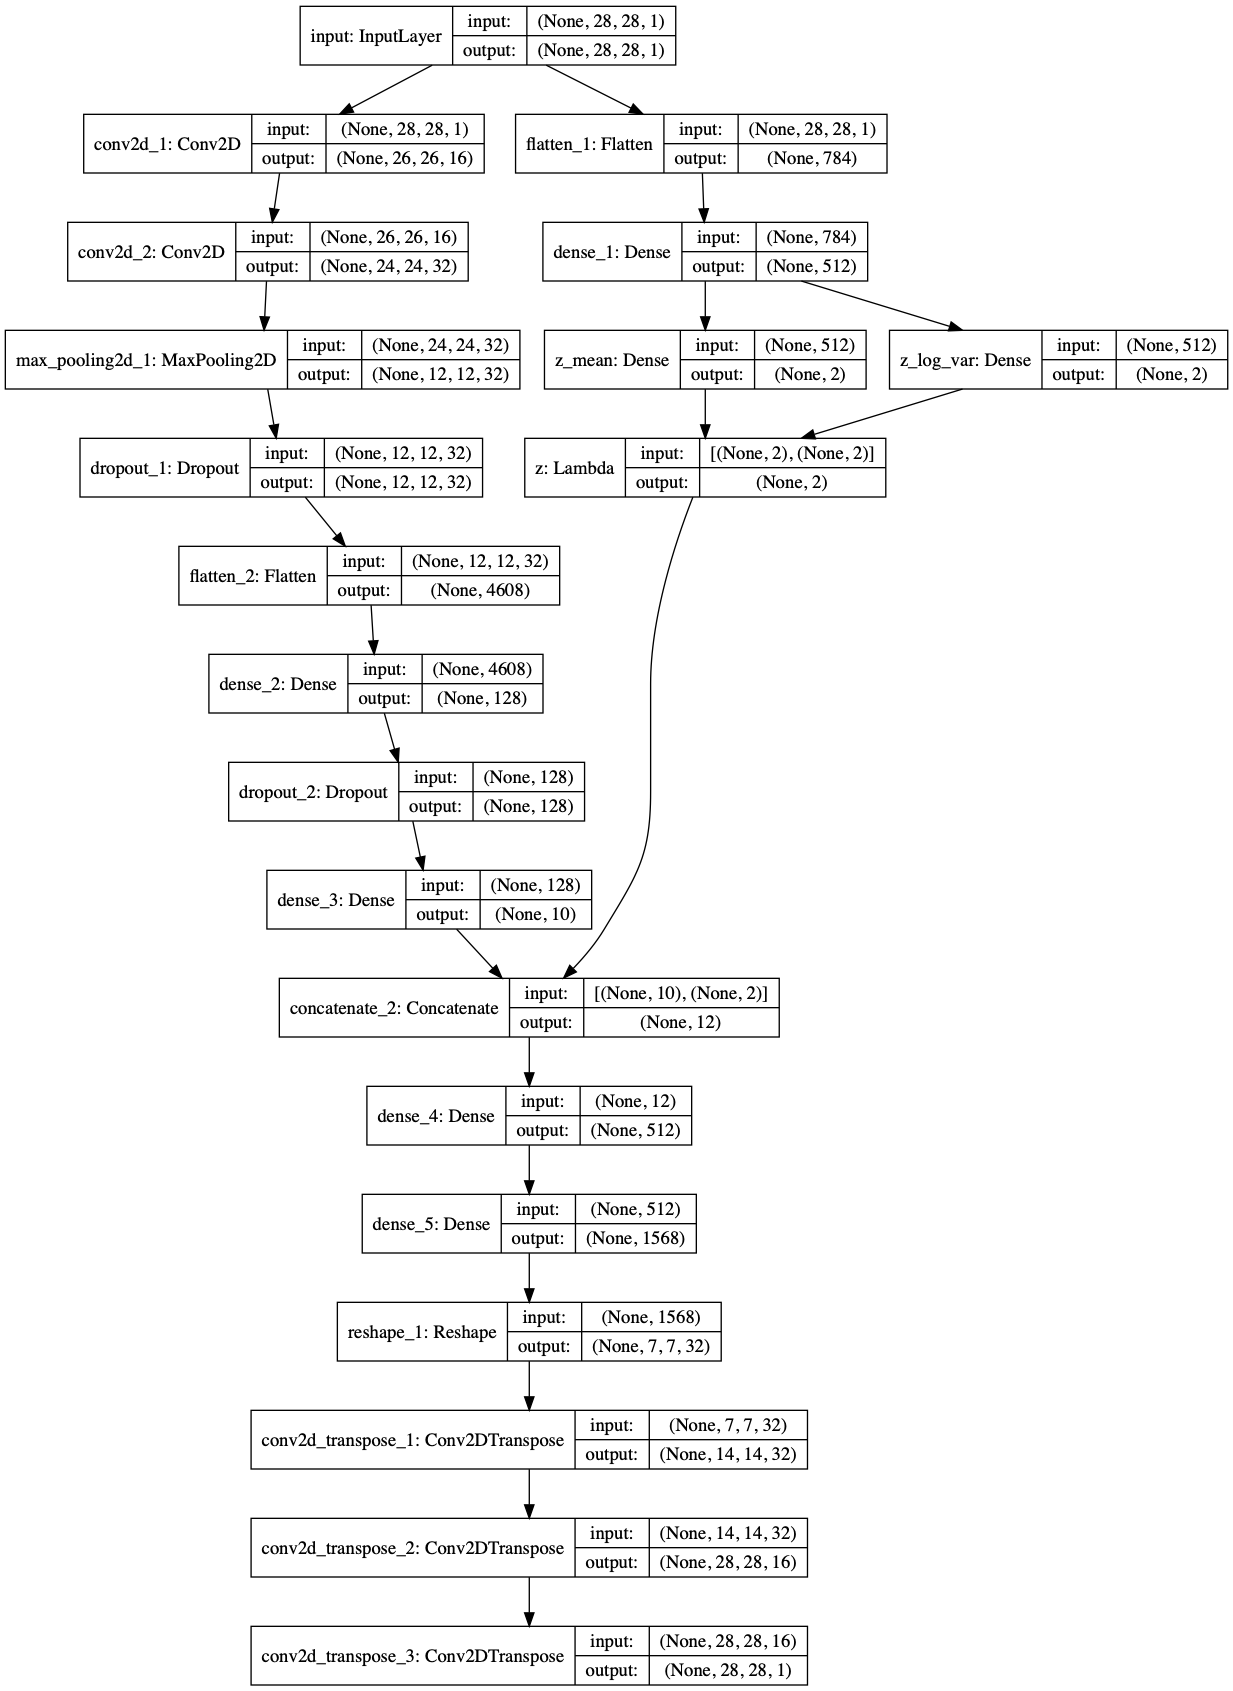 input: InputLayer
input:
(None, 28, 28, 1)
output:
(None, 28, 28, 1)
conv2d_1: Conv2D
input:
(None, 28, 28, 1)
output:
(None, 26, 26, 16)
flatten_1: Flatten
input:
(None, 28, 28, 1)
output:
(None, 784)
conv2d_2: Conv2D
input:
(None, 26, 26, 16)
output:
(None, 24, 24, 32)
dense_1: Dense
input:
(None, 784)
output:
(None, 512)
max_pooling2d_1: MaxPooling2D
input:
(None, 24, 24, 32)
output:
(None, 12, 12, 32)
z_mean: Dense
input:
(None, 512)
output:
(None, 2)
z_log_var: Dense
input:
(None, 512)
output:
(None, 2)
dropout_1: Dropout
input:
(None, 12, 12, 32)
output:
(None, 12, 12, 32)
z: Lambda
input:
[(None, 2), (None, 2)]
output:
(None, 2)
flatten_2: Flatten
input:
(None, 12, 12, 32)
output:
(None, 4608)
dense_2: Dense
input:
(None, 4608)
output:
(None, 128)
dropout_2: Dropout
input:
(None, 128)
output:
(None, 128)
dense_3: Dense
input:
(None, 128)
output:
(None, 10)
concatenate_2: Concatenate
input:
[(None, 10), (None, 2)]
output:
(None, 12)
dense_4: Dense
input:
(None, 12)
output:
(None, 512)
dense_5: Dense
input:
(None, 512)
output:
(None, 1568)
reshape_1: Reshape
input:
(None, 1568)
output:
(None, 7, 7, 32)
conv2d_transpose_1: Conv2DTranspose
input:
(None, 7, 7, 32)
output:
(None, 14, 14, 32)
conv2d_transpose_2: Conv2DTranspose
input:
(None, 14, 14, 32)
output:
(None, 28, 28, 16)
conv2d_transpose_3: Conv2DTranspose
input:
(None, 28, 28, 16)
output:
(None, 28, 28, 1)